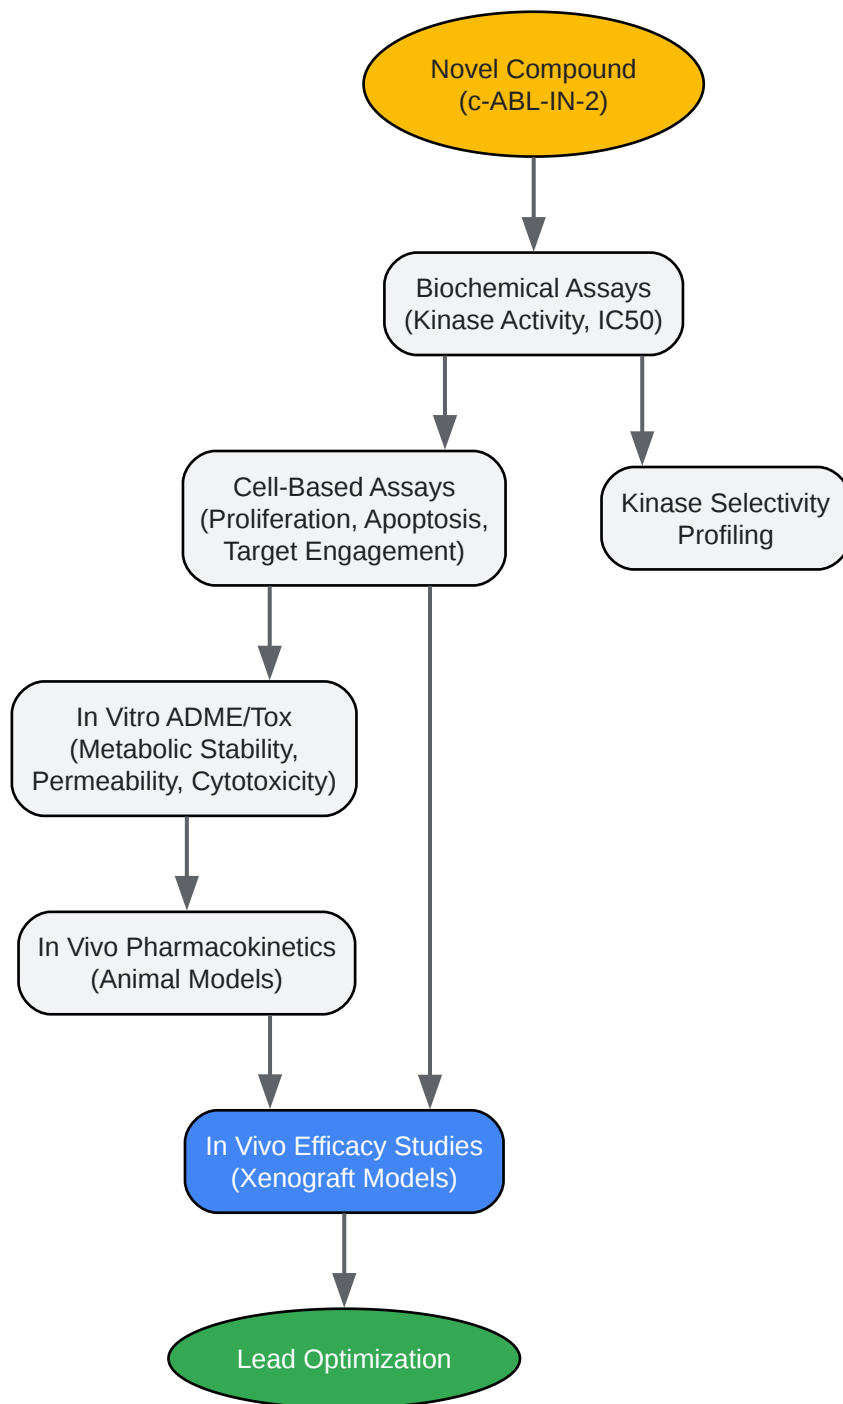 Novel Compound
(c-ABL-IN-2)
Biochemical Assays
(Kinase Activity, IC50)
Cell-Based Assays
(Proliferation, Apoptosis,
Target Engagement)
Kinase Selectivity
Profiling
In Vitro ADME/Tox
(Metabolic Stability,
Permeability, Cytotoxicity)
In Vivo Pharmacokinetics
(Animal Models)
In Vivo Efficacy Studies
(Xenograft Models)
Lead Optimization